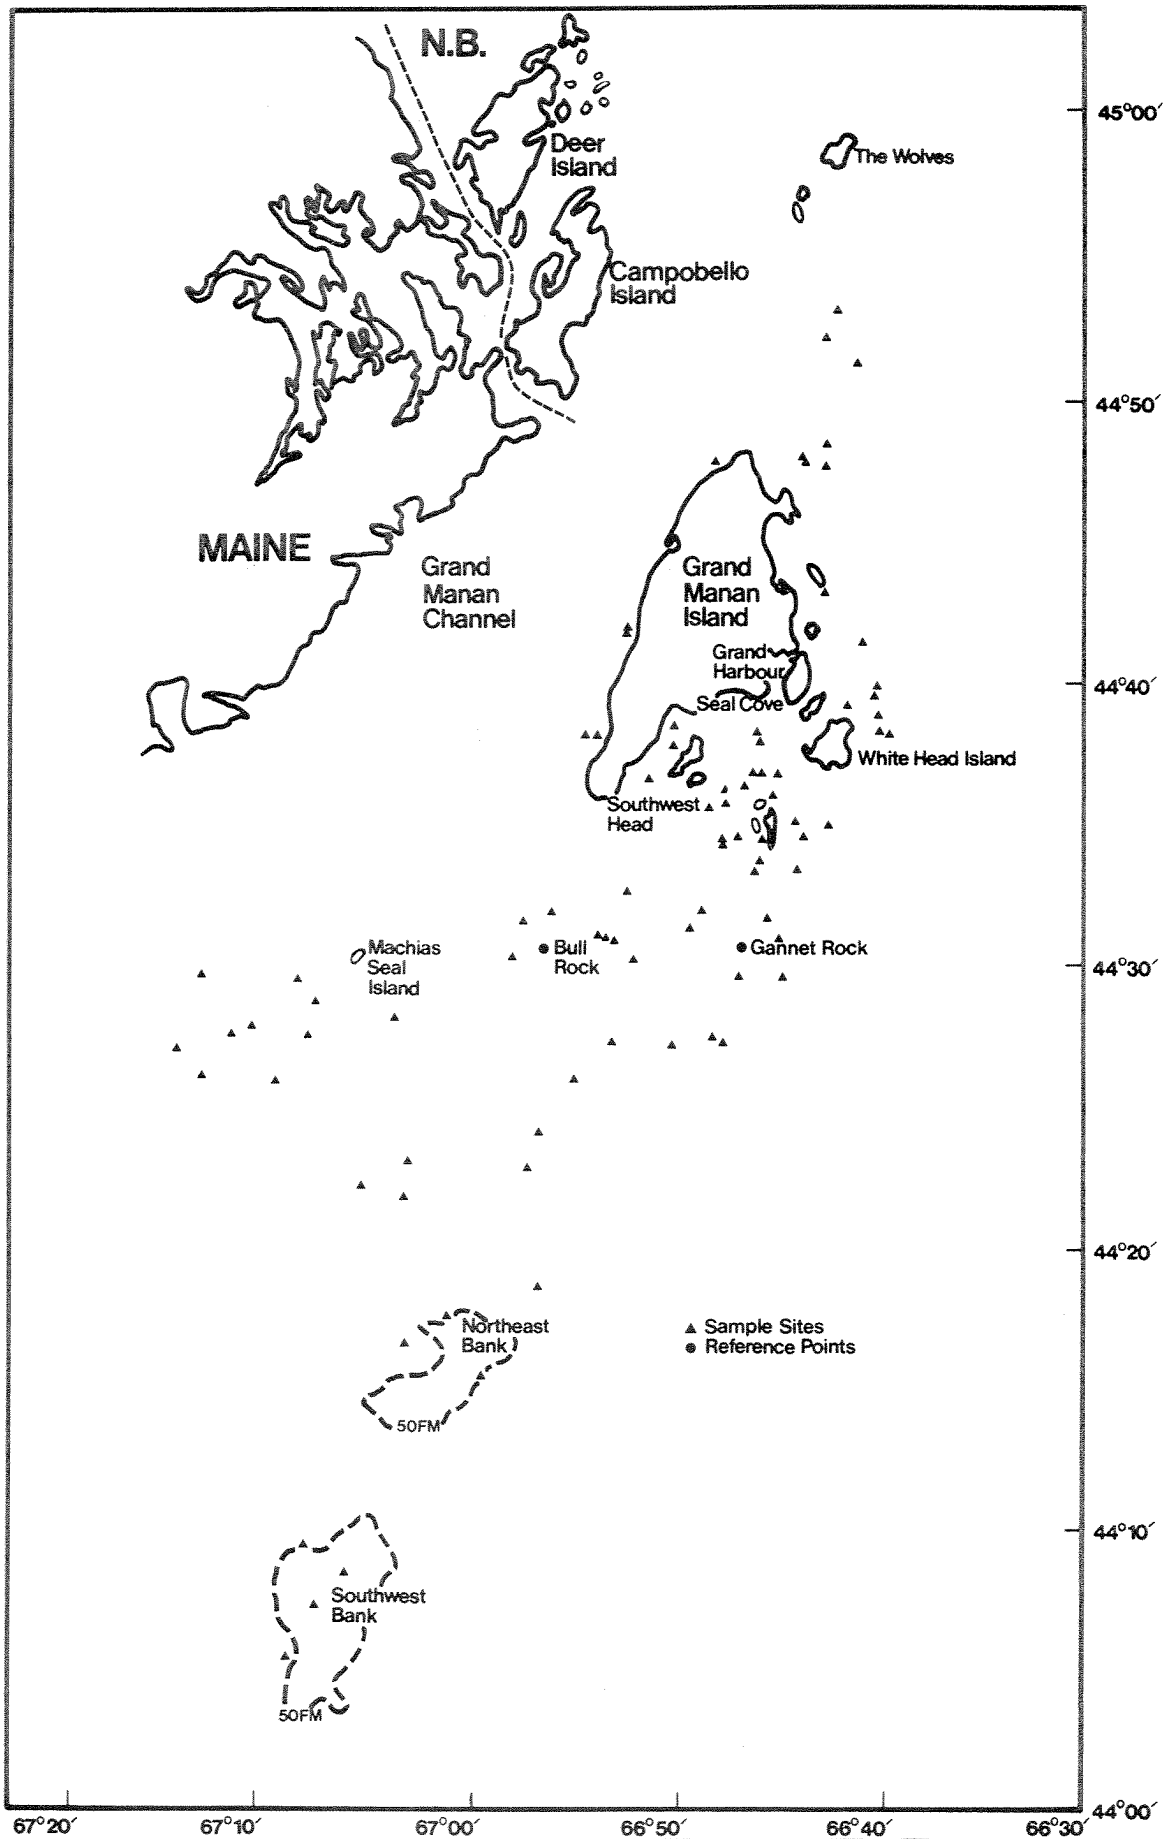 N.B.
45°00′
Deer
Island
The Wolves
Campobello
Island
44°50′
MAINE
Grand
Manan
Channel
Grand
Manan
Island
Grand
Harbour
44°40′
Seal Cove
White Head Island
Southwest
Head
Machias
Seal
Island
Bull
Rock
Gannet Rock
44°30′
44°20′
Northeast
Bank
Sample Sites
Reference Points
50FM
44°10′
Southwest
Bank
50FM
44°00′
67°20′ 67°10′ 67°00′ 66°50′ 66°40′ 66°30′